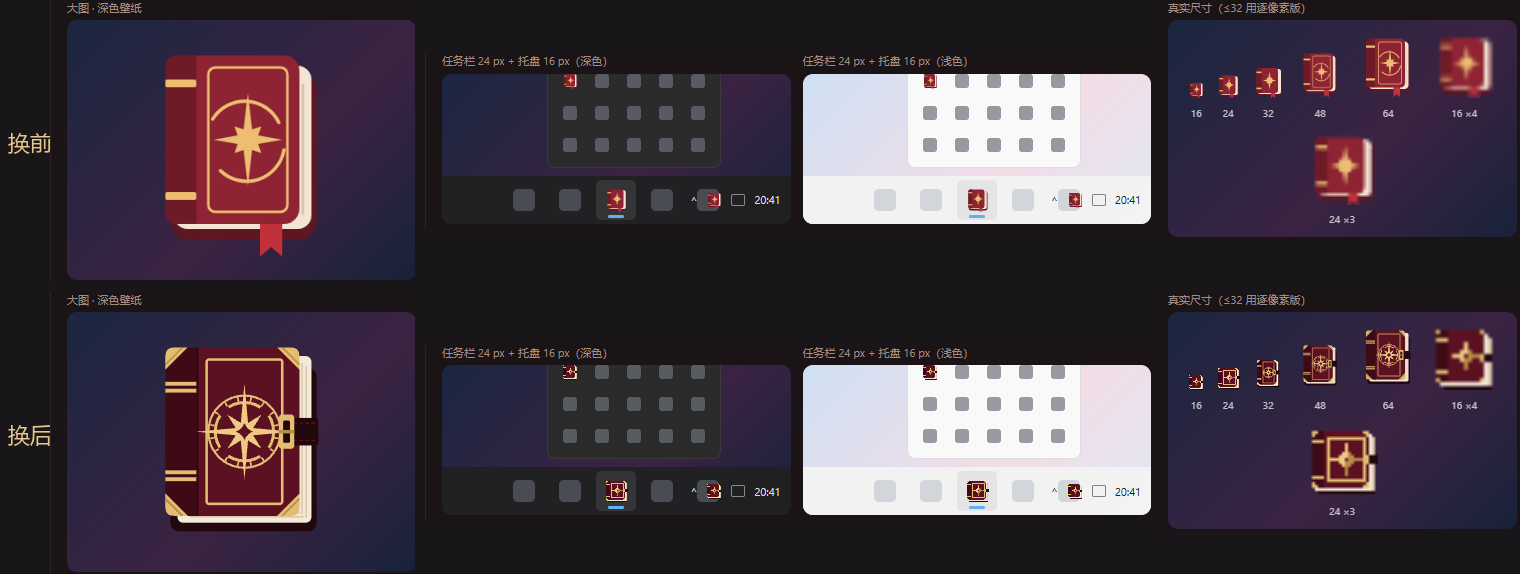 换前
大图 · 深色壁纸
任务栏 24 px + 托盘 16 px（深色）
^ 20:41
任务栏 24 px + 托盘 16 px（浅色）
^ 20:41
真实尺寸（≤32 用逐像素版）
16 24 32 48 64 16 ×4
24 ×3
换后
大图 · 深色壁纸
任务栏 24 px + 托盘 16 px（深色）
^ 20:41
任务栏 24 px + 托盘 16 px（浅色）
^ 20:41
真实尺寸（≤32 用逐像素版）
16 24 32 48 64 16 ×4
24 ×3